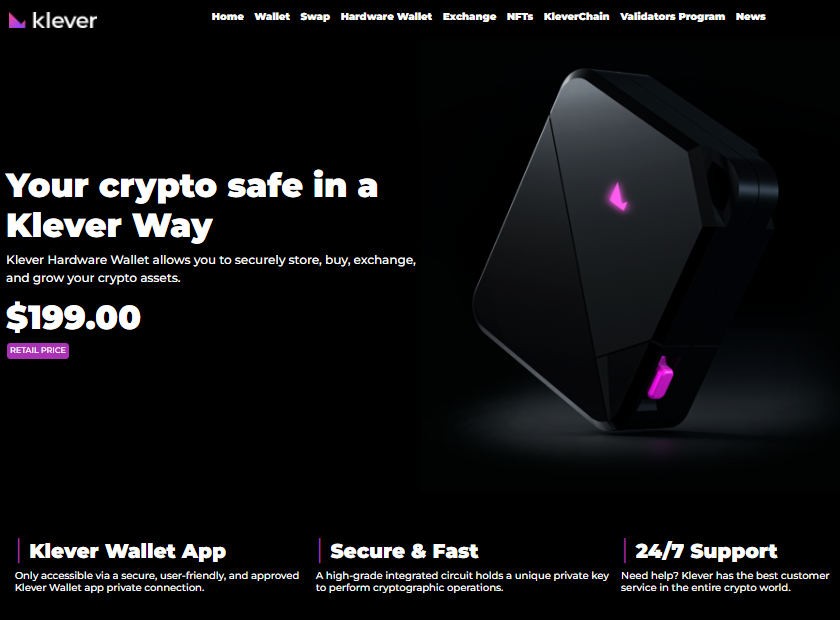 klever
Home Wallet Swap Hardware Wallet Exchange NFTs KleverChain Validators Program News
Your crypto safe in a
Klever Way
Klever Hardware Wallet allows you to securely store, buy, exchange,
and grow your crypto assets.
$199.00
RETAIL PRICE
Klever Wallet App
Only accessible via a secure, user-friendly, and approved
Klever Wallet app private connection.
Secure & Fast
A high-grade integrated circuit holds a unique private key
to perform cryptographic operations.
24/7 Support
Need help? Klever has the best customer
service in the entire crypto world.